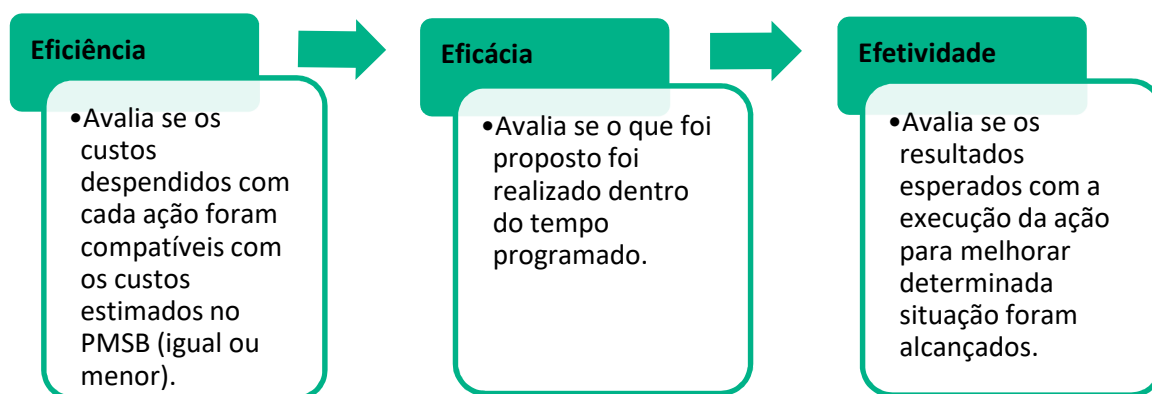 Eficiência
•Avalia se os
custos
despendidos com
cada ação foram
compatíveis com
os custos
estimados no
PMSB (igual ou
menor).
Eficácia
•Avalia se o que foi
proposto foi
realizado dentro
do tempo
programado.
Efetividade
•Avalia se os
resultados
esperados com a
execução da ação
para melhorar
determinada
situação foram
alcançados.